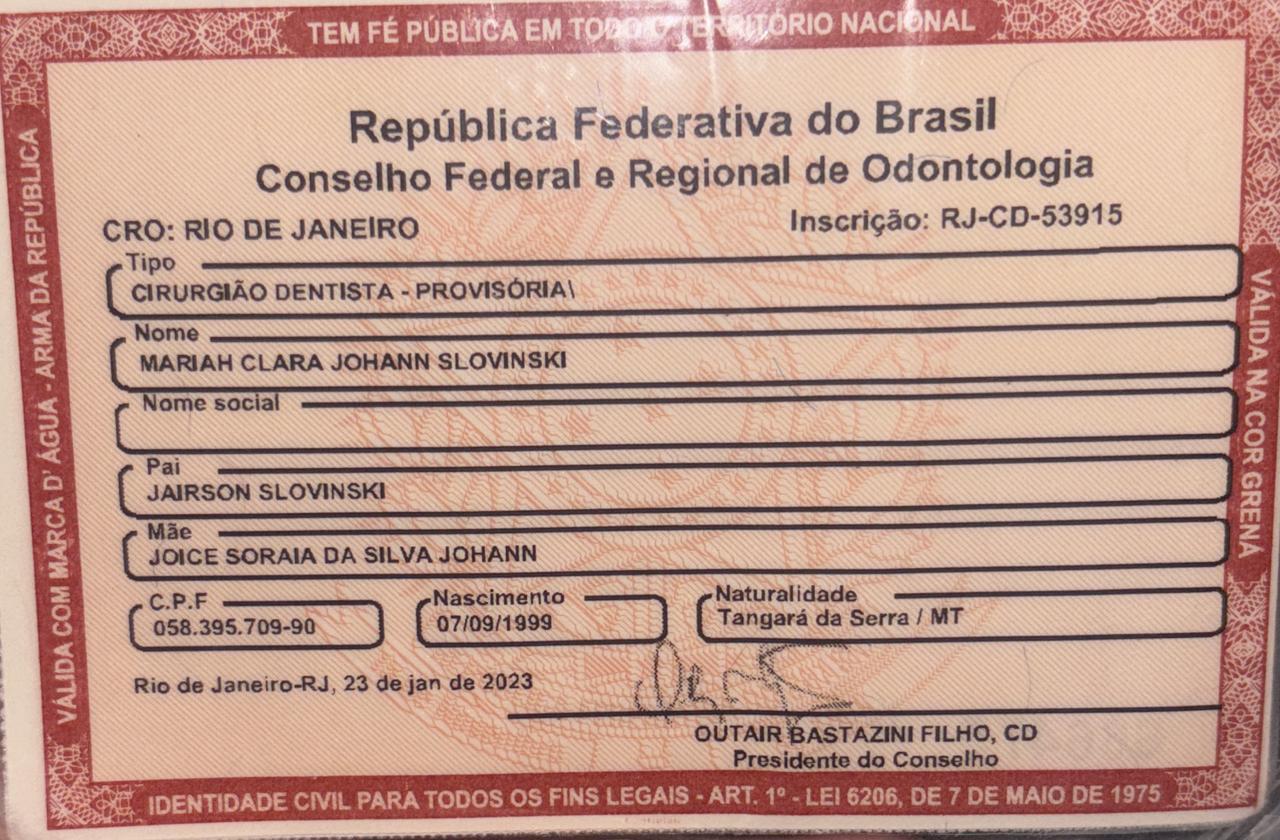 TEM FÉ PÚBLICA EM TODO O TERRITÓRIO NACIONAL
VÁLIDA COM MARCA D' ÁGUA - ARMA DA REPÚBLICA
República Federativa do Brasil
Conselho Federal e Regional de Odontologia
CRO: RIO DE JANEIRO
Inscrição: RJ-CD-53915
Tipo
CIRURGIÃO DENTISTA - PROVISÓRIA\
Nome
MARIAH CLARA JOHANN SLOVINSKI
Nome social
Pai
JAIRSON SLOVINSKI
Mãe
JOICE SORAIA DA SILVA JOHANN
C.P.F Nascimento Naturalidade
058.395.709-90 07/09/1999 Tangará da Serra / MT
Rio de Janeiro-RJ, 23 de jan de 2023
OUTAIR BASTAZINI FILHO, CD
Presidente do Conselho
VÁLIDA NA COR GRENÁ
IDENTIDADE CIVIL PARA TODOS OS FINS LEGAIS - ART. 1º - LEI 6206, DE 7 DE MAIO DE 1975